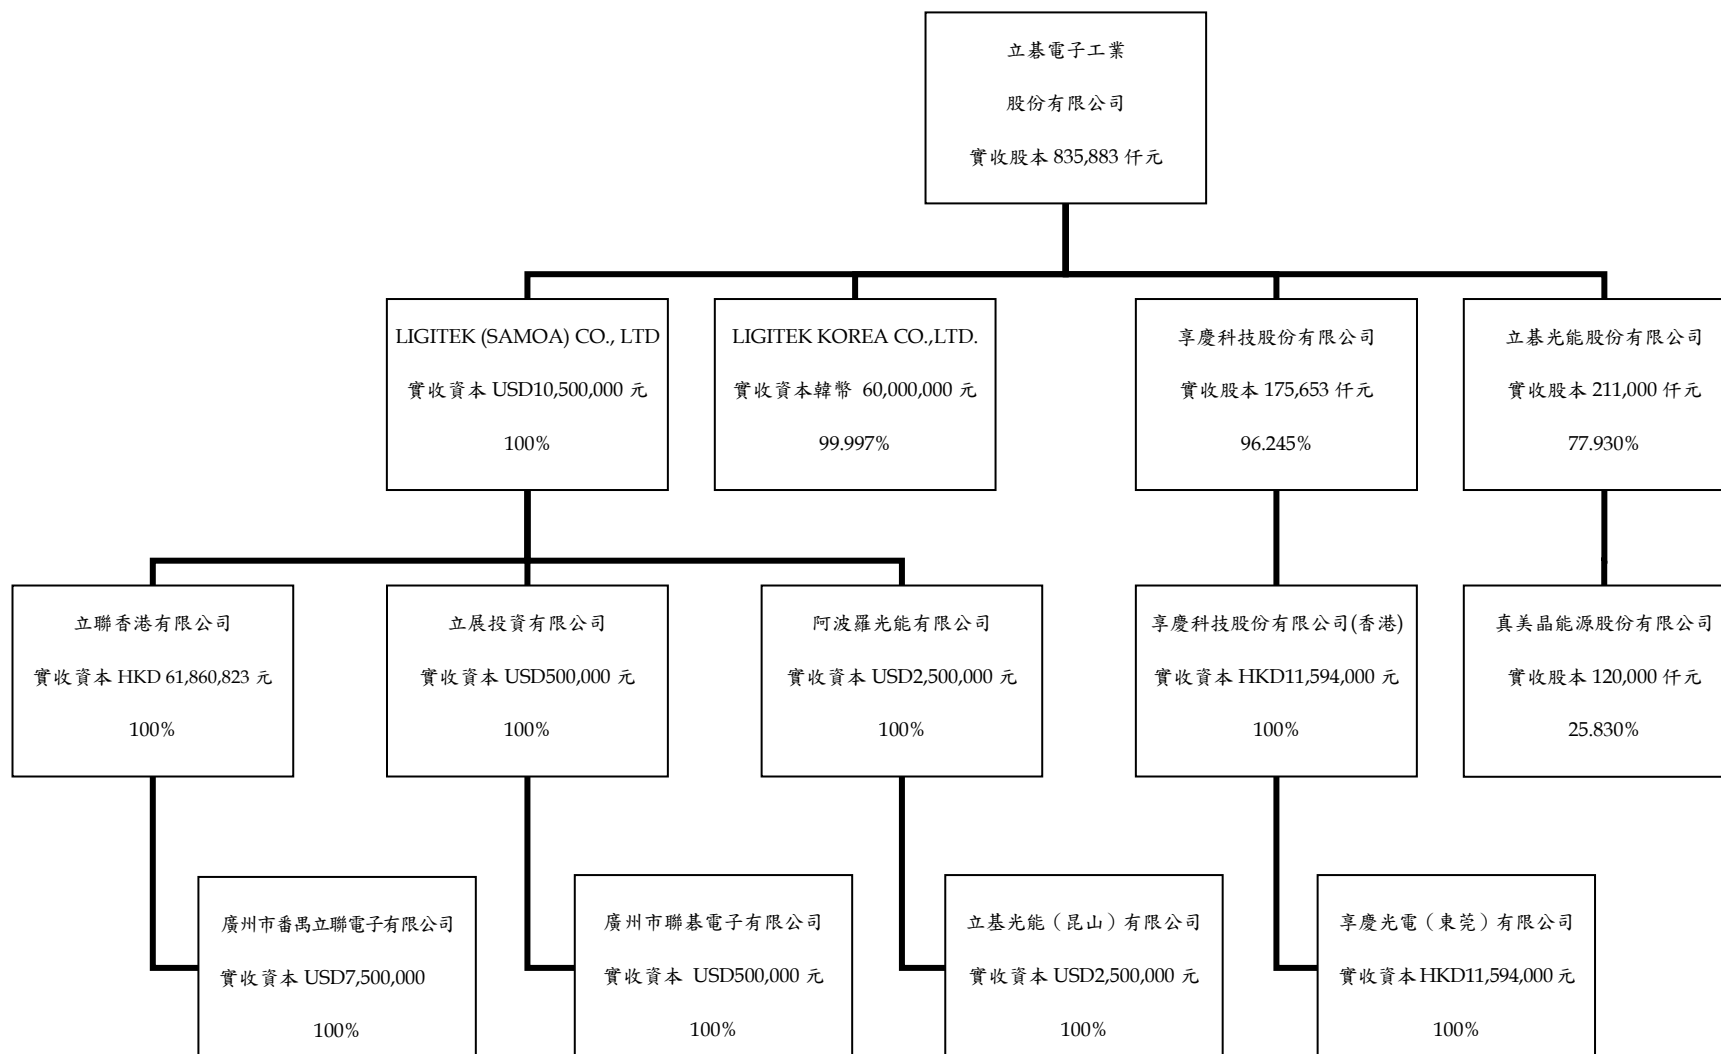 立碁電子工業
股份有限公司
實收股本 835,883 仟元
LIGITEK (SAMOA) CO., LTD
實收資本 USD10,500,000 元
100%
LIGITEK KOREA CO.,LTD.
實收資本韓幣 60,000,000 元
99.997%
享慶科技股份有限公司
實收股本 175,653 仟元
96.245%
立碁光能股份有限公司
實收股本 211,000 仟元
77.930%
立聯香港有限公司
實收資本 HKD 61,860,823 元
100%
立展投資有限公司
實收資本 USD500,000 元
100%
阿波羅光能有限公司
實收資本 USD2,500,000 元
100%
享慶科技股份有限公司(香港)
實收資本 HKD11,594,000 元
100%
真美晶能源股份有限公司
實收股本 120,000 仟元
25.830%
廣州市番禺立聯電子有限公司
實收資本 USD7,500,000
100%
廣州市聯碁電子有限公司
實收資本 USD500,000 元
100%
立基光能（昆山）有限公司
實收資本 USD2,500,000 元
100%
享慶光電（東莞）有限公司
實收資本 HKD11,594,000 元
100%